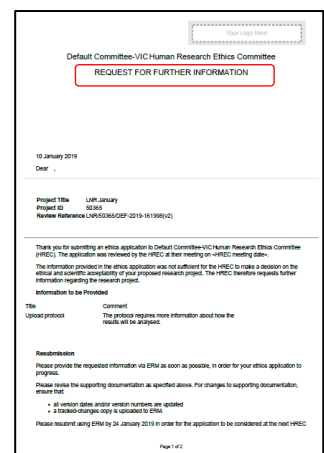 Your Logo Here
Default Committee-VIC Human Research Ethics Committee
REQUEST FOR FURTHER INFORMATION
10 January 2019
Dear ,
Project Title LNR January
Project ID 50365
Review Reference LNR/50365/DEF-2019-161998(v2)
Thank you for submitting an ethics application to Default Committee-VIC Human Research Ethics Committee
(HREC). The application was reviewed by the HREC at their meeting on «HREC meeting date».
The information provided in the ethics application was not sufficient for the HREC to make a decision on the
ethical and scientific acceptability of your proposed research project. The HREC therefore requests further
information regarding the research project.
Information to be Provided
Title Comment
Upload protocol The protocol requires more information about how the
results will be analysed.
Resubmission
Please provide the requested information via ERM as soon as possible, in order for your ethics application to
progress.
Please revise the supporting documentation as specified above. For changes to supporting documentation,
ensure that:
• all version dates and/or version numbers are updated
• a tracked-changes copy is uploaded to ERM.
Please resubmit using ERM by 24 January 2019 in order for the application to be considered at the next HREC
Page 1 of 2